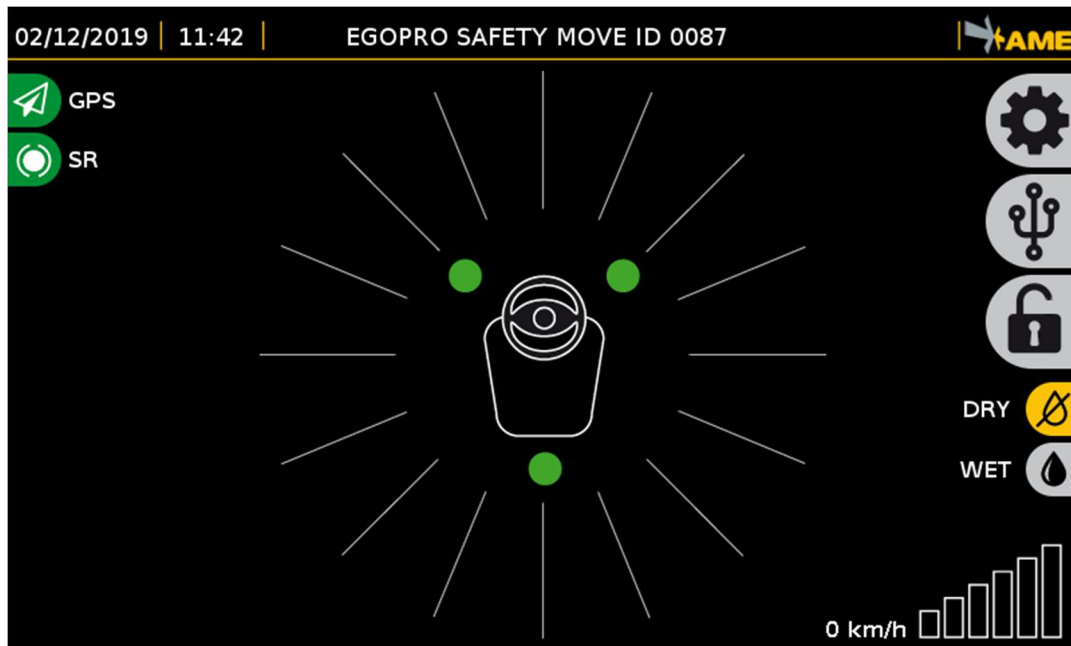 02/12/2019 11:42 EGOPRO SAFETY MOVE ID 0087 AME
GPS
SR
DRY
WET
0 km/h